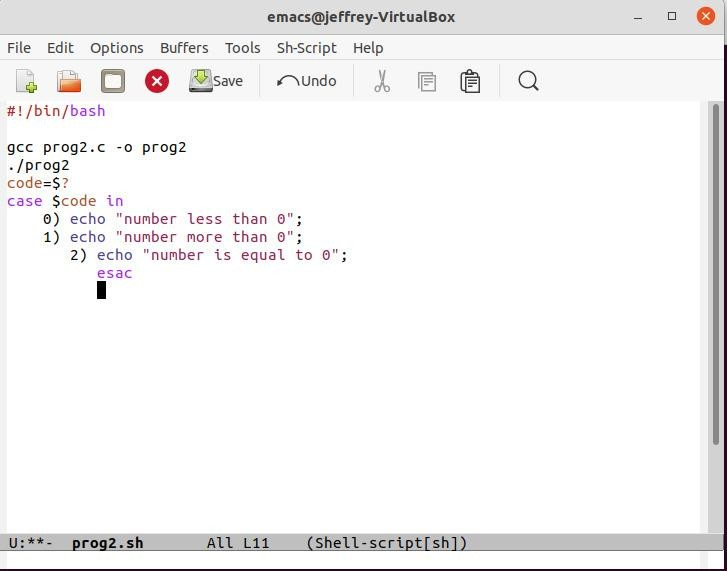 emacs@jeffrey-VirtualBox
File Edit Options Buffers Tools Sh-Script Help
Save Undo
#!/bin/bash

gcc prog2.c -o prog2
./prog2
code=$?
case $code in
    0) echo "number less than 0";
    1) echo "number more than 0";
       2) echo "number is equal to 0";
          esac
U:**-  prog2.sh       All L11    (Shell-script[sh])